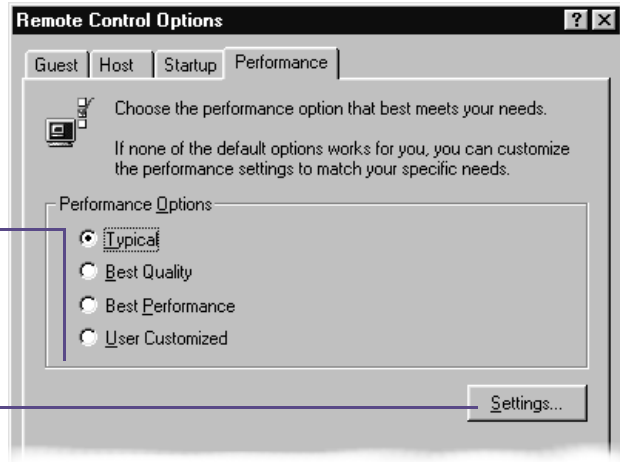 Remote Control Options
Guest Host Startup Performance
Choose the performance option that best meets your needs.
If none of the default options works for you, you can customize
the performance settings to match your specific needs.
Performance Options
Typical
Best Quality
Best Performance
User Customized
Settings...